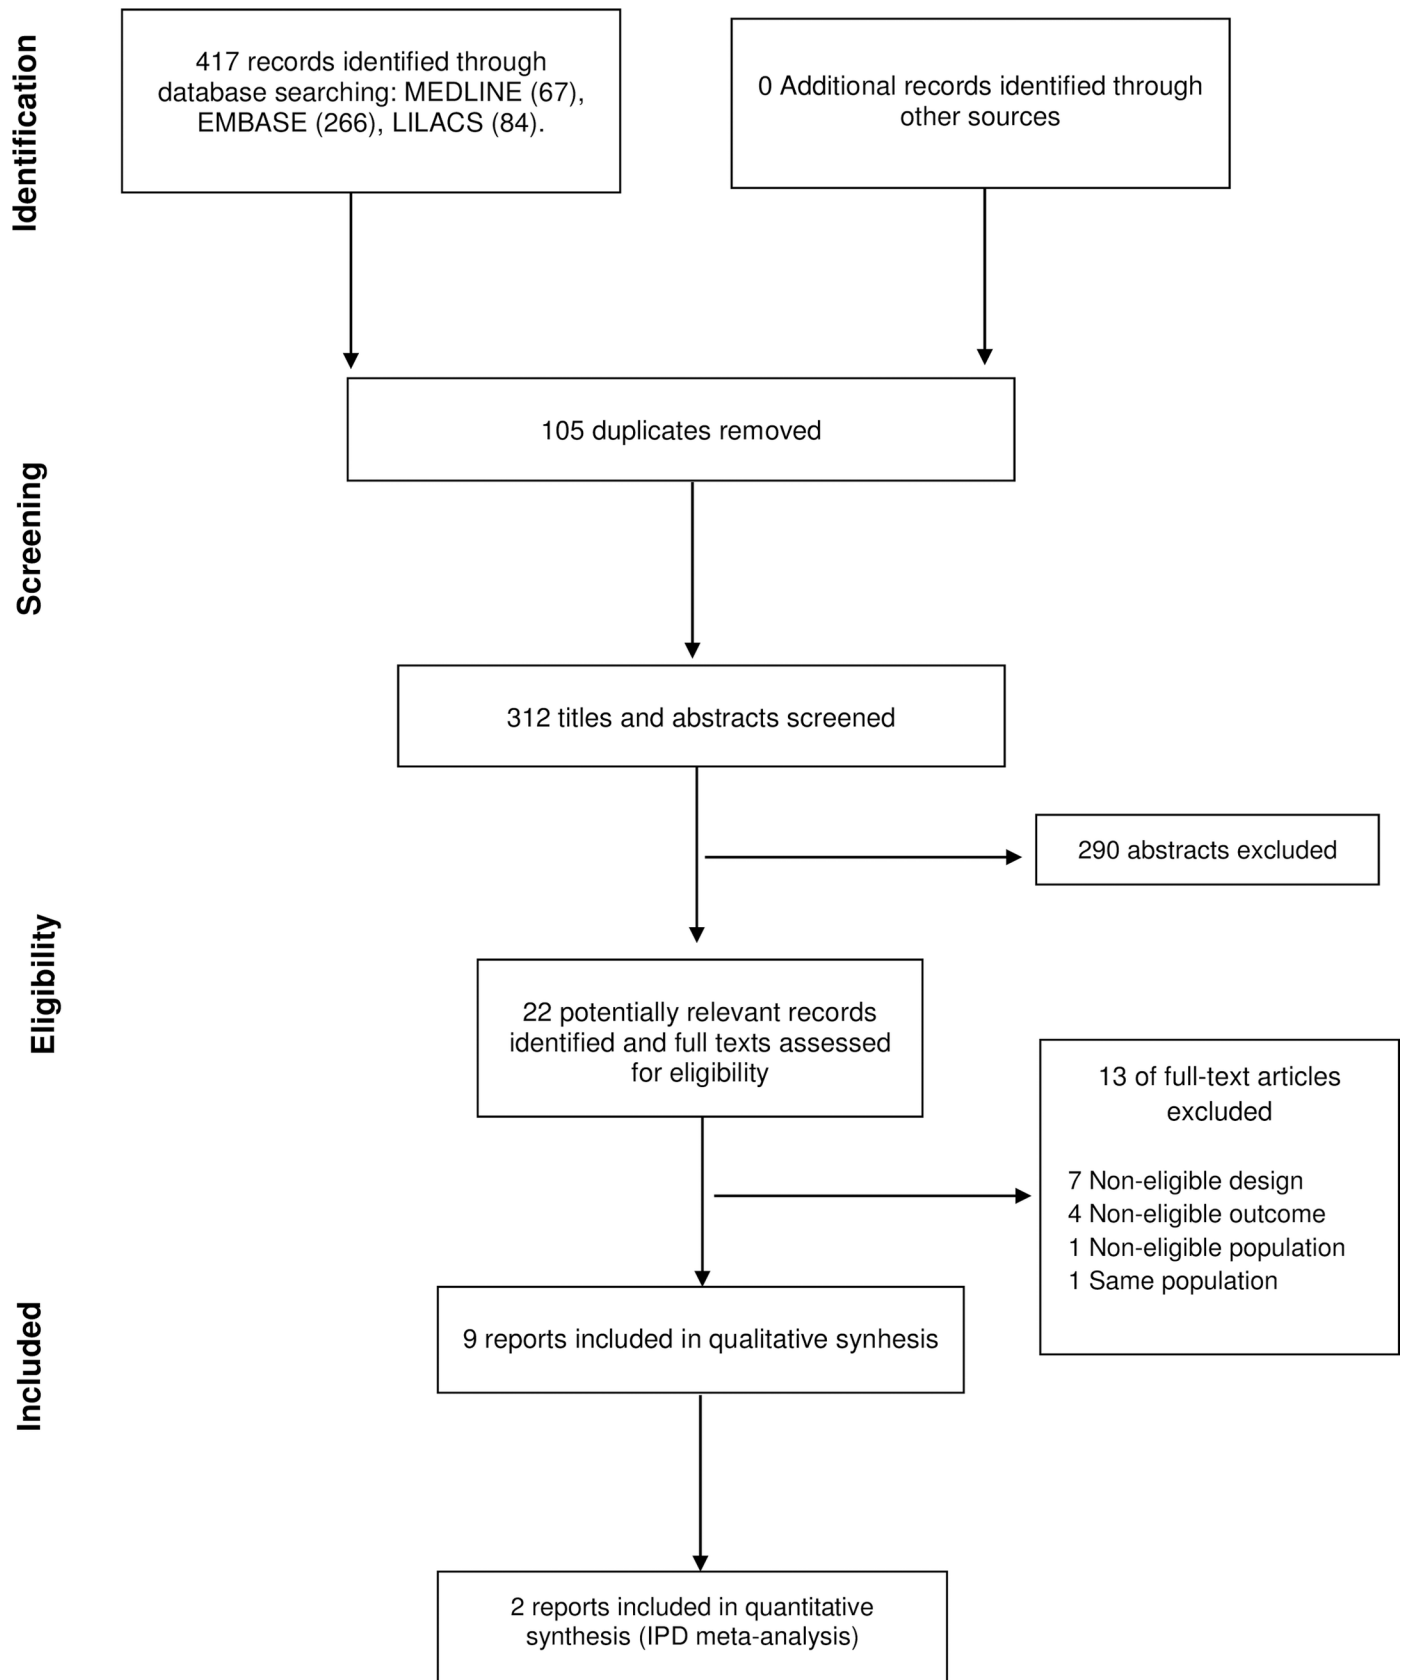 Identification
417 records identified through
database searching: MEDLINE (67),
EMBASE (266), LILACS (84).
0 Additional records identified through
other sources
105 duplicates removed
Screening
312 titles and abstracts screened
290 abstracts excluded
Eligibility
22 potentially relevant records
identified and full texts assessed
for eligibility
13 of full-text articles
excluded
7 Non-eligible design
4 Non-eligible outcome
1 Non-eligible population
1 Same population
Included
9 reports included in qualitative synhesis
2 reports included in quantitative
synthesis (IPD meta-analysis)